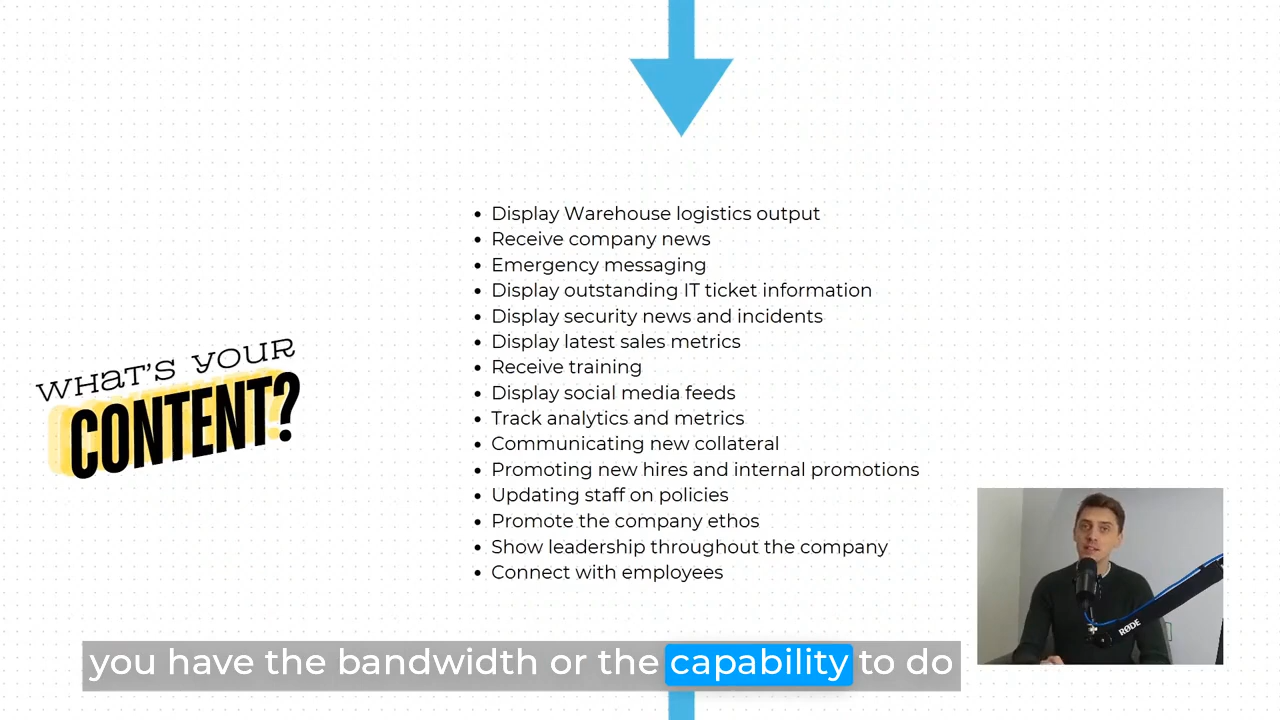 WHAT'S YOUR
CONTENT?
• Display Warehouse logistics output
• Receive company news
• Emergency messaging
• Display outstanding IT ticket information
• Display security news and incidents
• Display latest sales metrics
• Receive training
• Display social media feeds
• Track analytics and metrics
• Communicating new collateral
• Promoting new hires and internal promotions
• Updating staff on policies
• Promote the company ethos
• Show leadership throughout the company
• Connect with employees
RØDE
you have the bandwidth or the capability to do